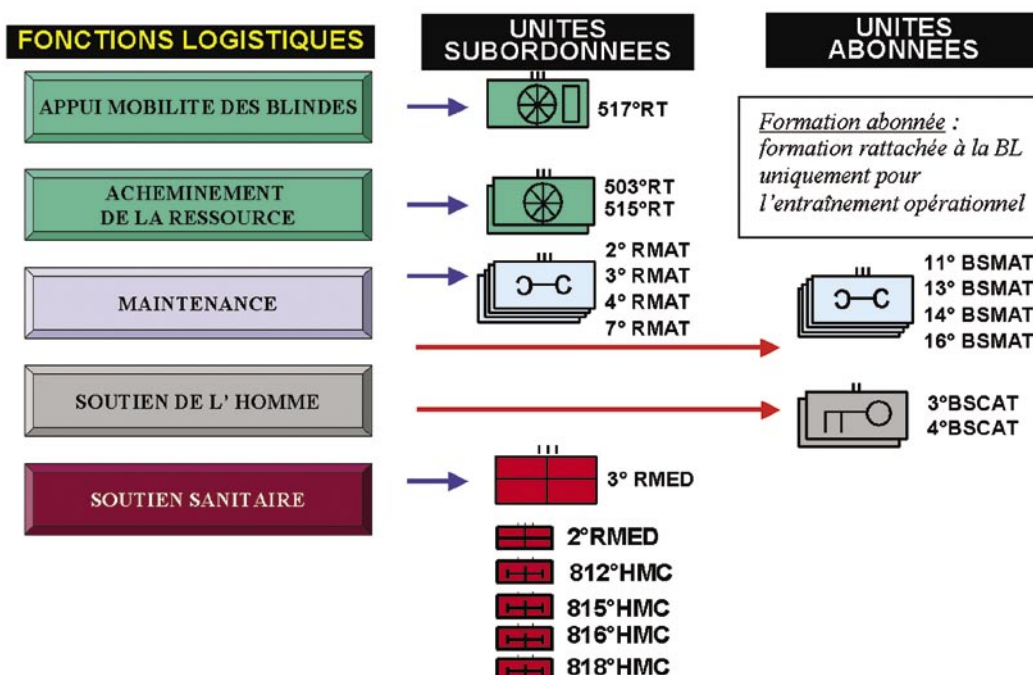 FONCTIONS LOGISTIQUES
UNITES
SUBORDONNEES
UNITES
ABONNEES
APPUI MOBILITE DES BLINDES
517°RT
Formation abonnée :
formation rattachée à la BL
uniquement pour
l'entraînement opérationnel
ACHEMINEMENT
DE LA RESSOURCE
503°RT
515°RT
MAINTENANCE
2° RMAT
3° RMAT
4° RMAT
7° RMAT
11° BSMAT
13° BSMAT
14° BSMAT
16° BSMAT
SOUTIEN DE L' HOMME
3°BSCAT
4°BSCAT
SOUTIEN SANITAIRE
3° RMED
2°RMED
812°HMC
815°HMC
816°HMC
818°HMC